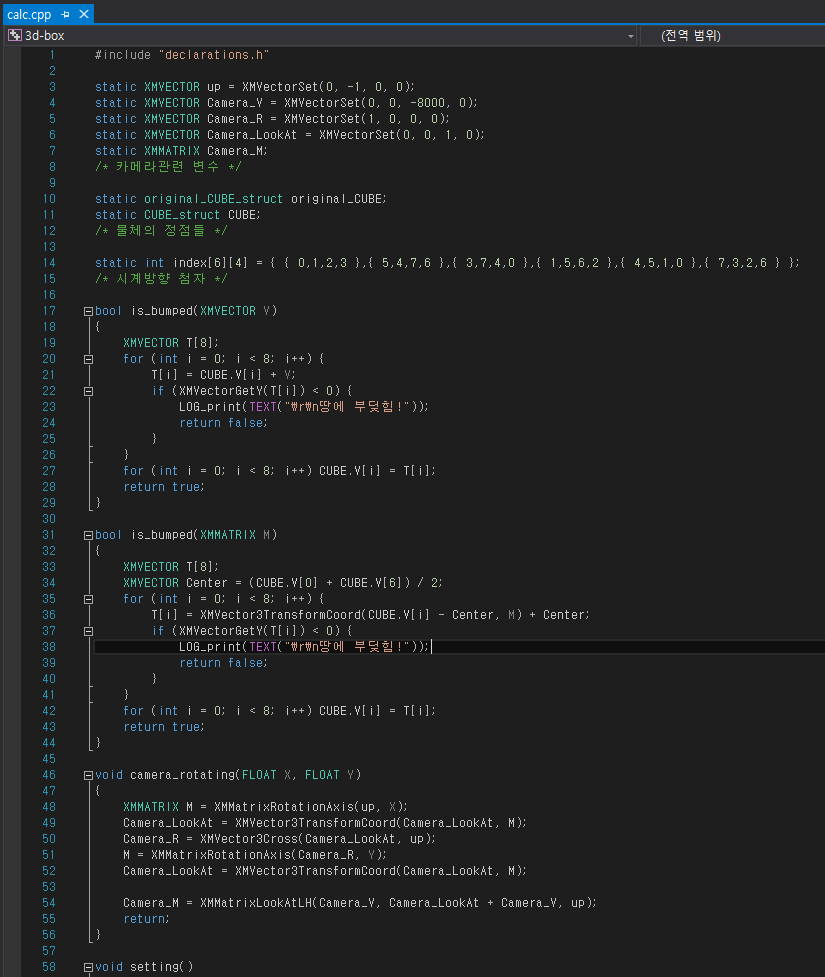 calc.cpp
3d-box (전역 범위)
1 #include "declarations.h"
2
3 static XMVECTOR up = XMVectorSet(0, -1, 0, 0);
4 static XMVECTOR Camera_V = XMVectorSet(0, 0, -8000, 0);
5 static XMVECTOR Camera_R = XMVectorSet(1, 0, 0, 0);
6 static XMVECTOR Camera_LookAt = XMVectorSet(0, 0, 1, 0);
7 static XMMATRIX Camera_M;
8 /* 카메라관련 변수 */
9
10 static original_CUBE_struct original_CUBE;
11 static CUBE_struct CUBE;
12 /* 물체의 정점들 */
13
14 static int index[6][4] = { { 0,1,2,3 },{ 5,4,7,6 },{ 3,7,4,0 },{ 1,5,6,2 },{ 4,5,1,0 },{ 7,3,2,6 } };
15 /* 시계방향 첨자 */
16
17 bool is_bumped(XMVECTOR V)
18 {
19 XMVECTOR T[8];
20 for (int i = 0; i < 8; i++) {
21 T[i] = CUBE.V[i] + V;
22 if (XMVectorGetY(T[i]) < 0) {
23 LOG_print(TEXT("₩r₩n땅에 부딪힘!"));
24 return false;
25 }
26 }
27 for (int i = 0; i < 8; i++) CUBE.V[i] = T[i];
28 return true;
29 }
30
31 bool is_bumped(XMMATRIX M)
32 {
33 XMVECTOR T[8];
34 XMVECTOR Center = (CUBE.V[0] + CUBE.V[6]) / 2;
35 for (int i = 0; i < 8; i++) {
36 T[i] = XMVector3TransformCoord(CUBE.V[i] - Center, M) + Center;
37 if (XMVectorGetY(T[i]) < 0) {
38 LOG_print(TEXT("₩r₩n땅에 부딪힘!"));
39 return false;
40 }
41 }
42 for (int i = 0; i < 8; i++) CUBE.V[i] = T[i];
43 return true;
44 }
45
46 void camera_rotating(FLOAT X, FLOAT Y)
47 {
48 XMMATRIX M = XMMatrixRotationAxis(up, X);
49 Camera_LookAt = XMVector3TransformCoord(Camera_LookAt, M);
50 Camera_R = XMVector3Cross(Camera_LookAt, up);
51 M = XMMatrixRotationAxis(Camera_R, Y);
52 Camera_LookAt = XMVector3TransformCoord(Camera_LookAt, M);
53
54 Camera_M = XMMatrixLookAtLH(Camera_V, Camera_LookAt + Camera_V, up);
55 return;
56 }
57
58 void setting()